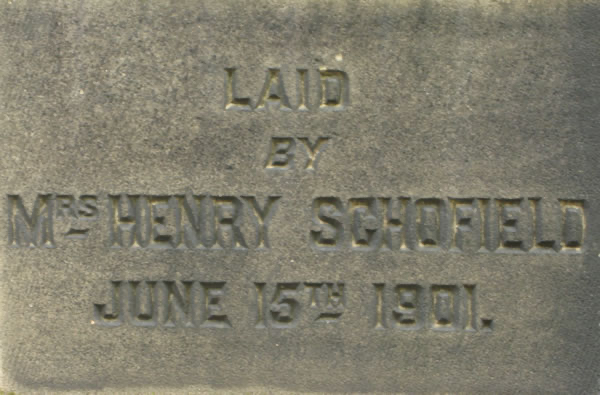 LAID
BY
MRS HENRY SCHOFIELD
JUNE 15TH 1901.